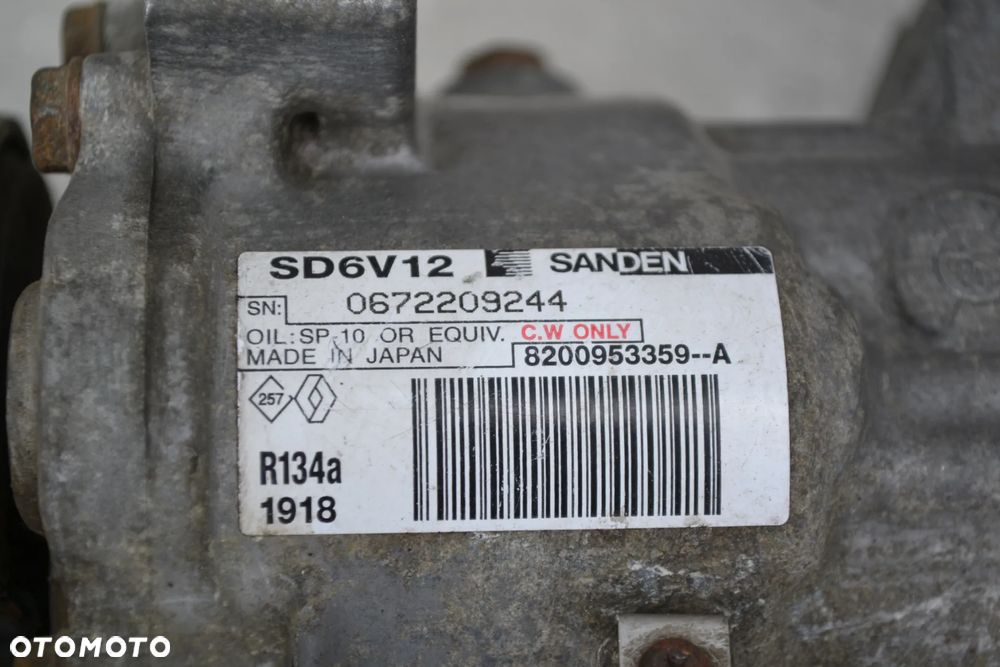 SD6V12 SANDEN
SN: 0672209244
OIL: SP-10 OR EQUIV. C.W ONLY
MADE IN JAPAN 8200953359--A
257
R134a
1918
OTOMOTO